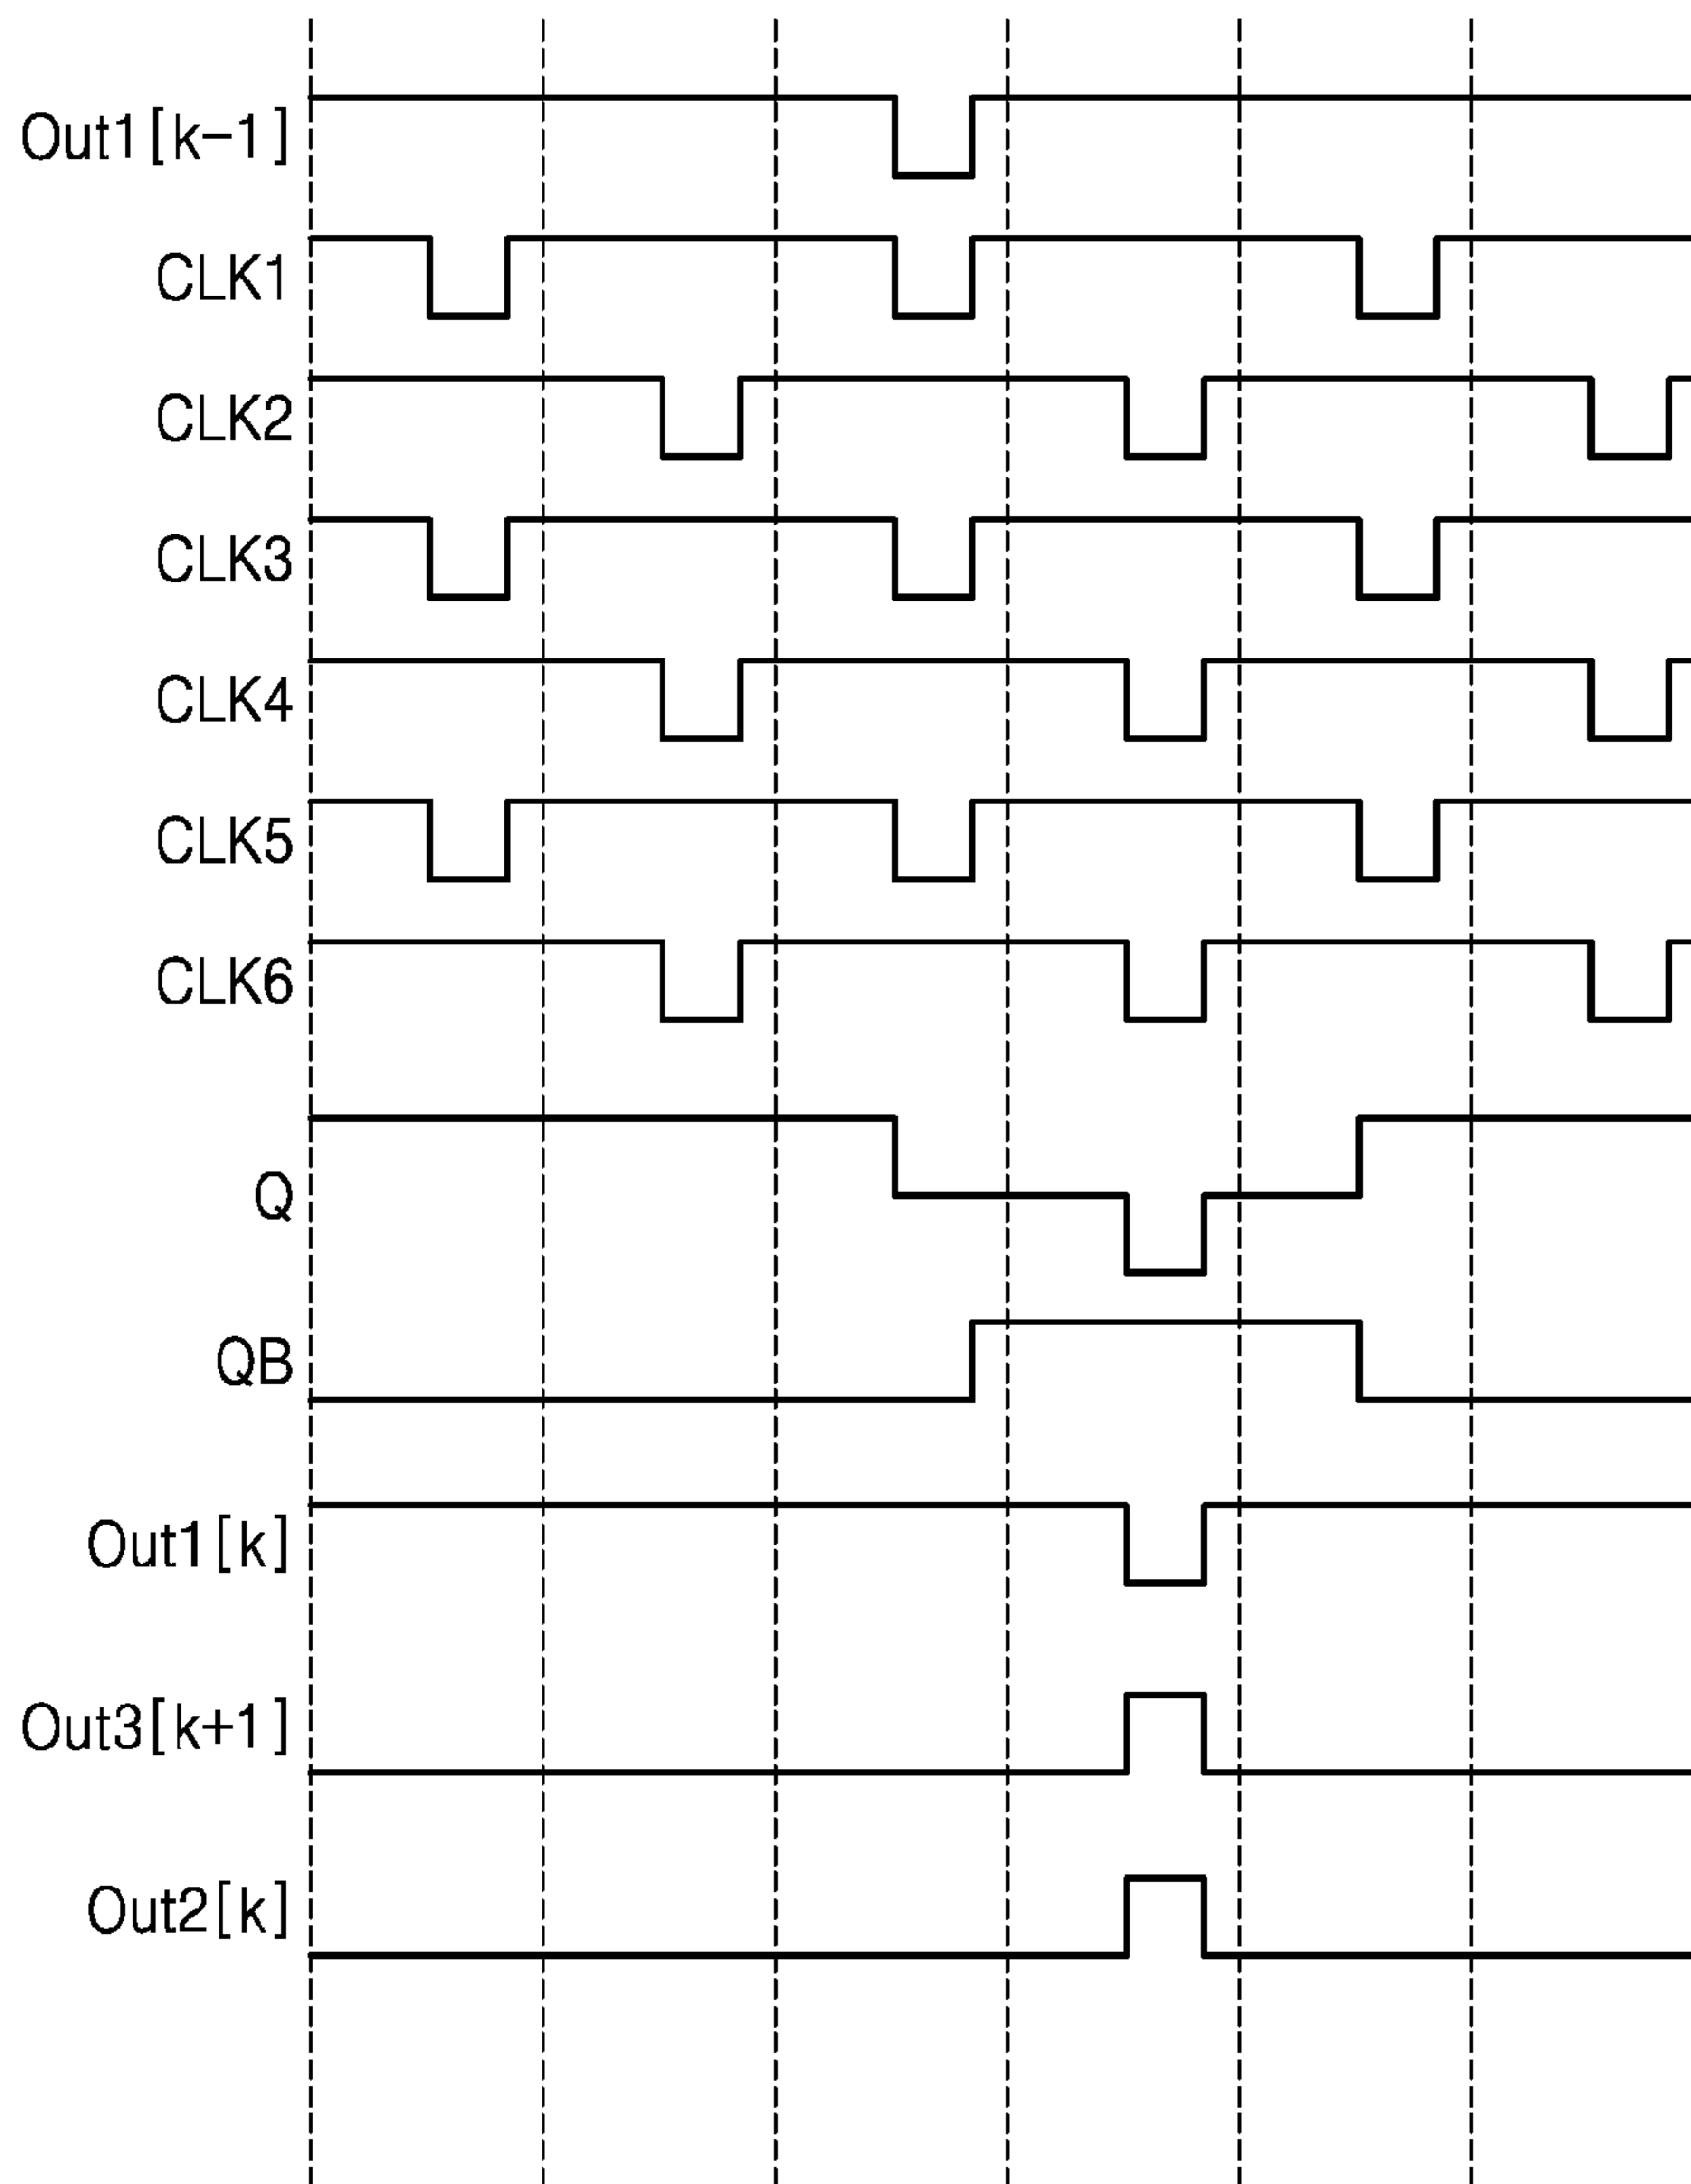 Out1[k-1]
CLK1
CLK2
CLK3
CLK4
CLK5
CLK6
Q
QB
Out1[k]
Out3[k+1]
Out2[k]